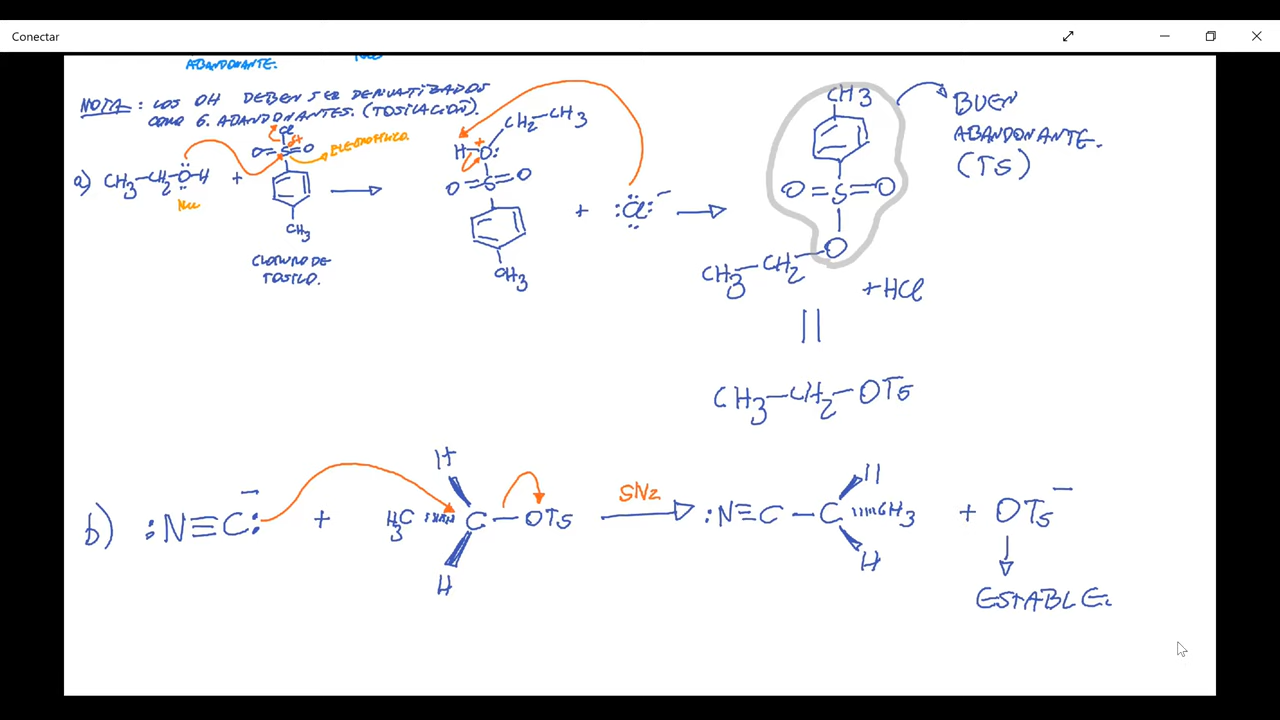 Conectar
ABANDONANTE.
NOTA: LOS OH DEBEN SER DERIVATIZADOS
COMO G. ABANDONANTES. (TOSILACIÓN).
a) CH3-CH2-O-H + O=S=O Cl δ+ ELECTROFÍLICO.
Nu
CH3
CLORURO DE
TOSILO.
CH2-CH3
H-O: +
O=S=O
CH3
+ :Cl: −
CH3
O=S=O
O
CH3-CH2
+HCl
BUEN
ABANDONANTE.
(TS)
||
CH3-CH2-OTS
b) :N≡C: − + H3C C-OTS SN2 :N≡C-C CH3 + OTS −
H H
H H
ESTABLE.